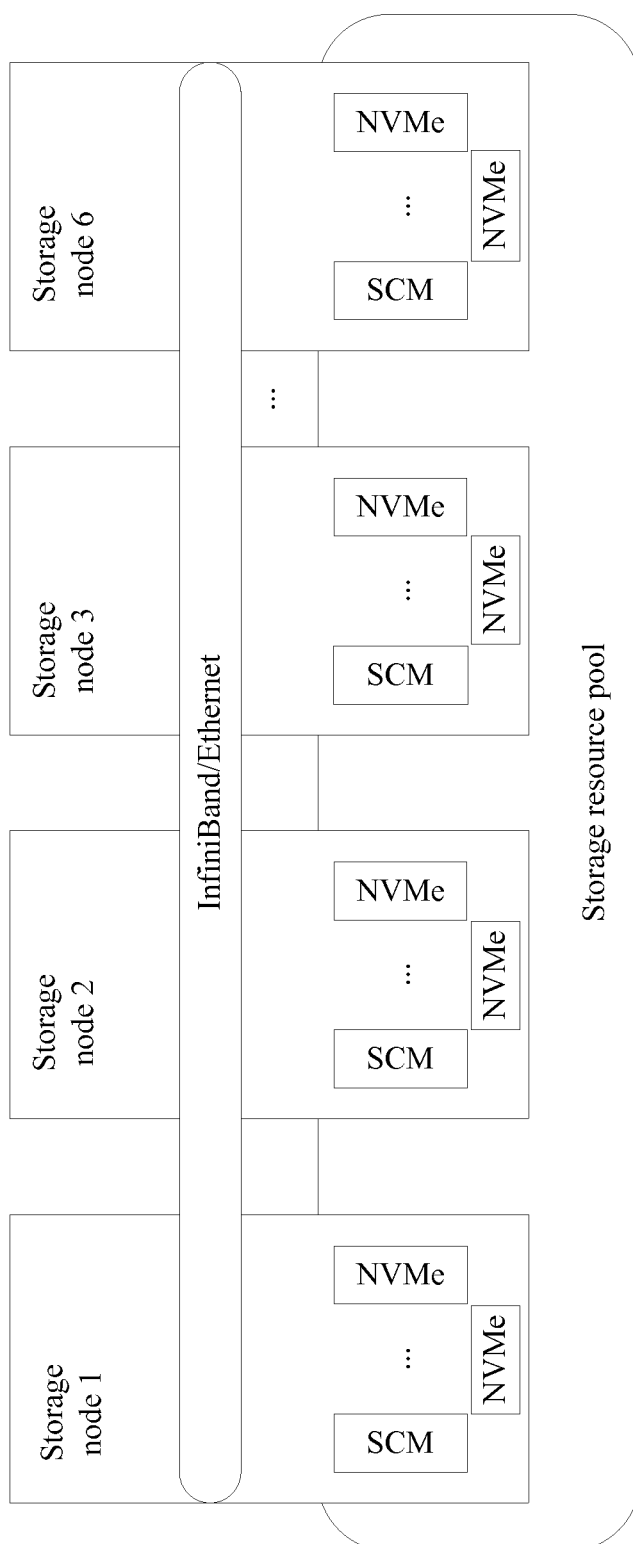 Storage
node 1
Storage
node 2
Storage
node 3
Storage
node 6
InfiniBand/Ethernet
...
SCM
...
NVMe
NVMe
SCM
...
NVMe
NVMe
SCM
...
NVMe
NVMe
SCM
...
NVMe
NVMe
Storage resource pool